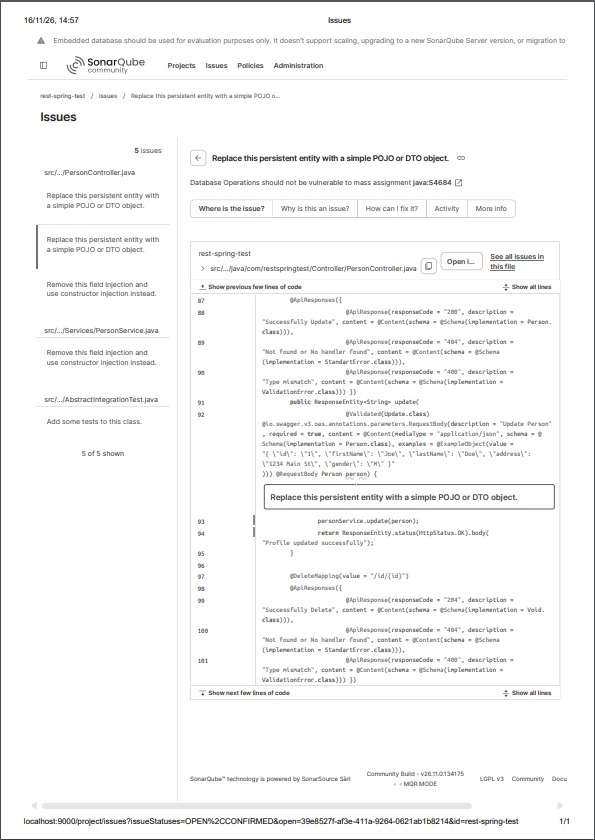 16/11/26, 14:57
Issues
Embedded database should be used for evaluation purposes only. It doesn't support scaling, upgrading to a new SonarQube Server version, or migration to
SonarQube community
Projects Issues Policies Administration
rest-spring-test / Issues / Replace this persistent entity with a simple POJO o...
Issues
5 issues
src/.../PersonController.java
Replace this persistent entity with
a simple POJO or DTO object.
Replace this persistent entity with
a simple POJO or DTO object.
Remove this field injection and
use constructor injection instead.
src/.../Services/PersonService.java
Remove this field injection and
use constructor injection instead.
src/.../AbstractIntegrationTest.java
Add some tests to this class.
5 of 5 shown
Replace this persistent entity with a simple POJO or DTO object.
Database Operations should not be vulnerable to mass assignment java:S4684
Where is the issue? Why is this an issue? How can I fix it? Activity More info
rest-spring-test
src/.../java/com/restspringtest/Controller/PersonController.java
Open i...
See all issues in
this file
Show previous few lines of code Show all lines
87 @ApiResponses({
88 @ApiResponse(responseCode = "200", description =
"Successfully Update", content = @Content(schema = @Schema(implementation = Person.
class))),
89 @ApiResponse(responseCode = "404", description =
"Not found or No handler found", content = @Content(schema = @Schema
(implementation = StandartError.class))),
90 @ApiResponse(responseCode = "400", description =
"Type mismatch", content = @Content(schema = @Schema(implementation =
ValidationError.class))) })
91 public ResponseEntity<String> update(
92 @Validated(Update.class)
@io.swagger.v3.oas.annotations.parameters.RequestBody(description = "Update Person"
, required = true, content = @Content(mediaType = "application/json", schema = @
Schema(implementation = Person.class), examples = @ExampleObject(value =
"{ \"id\": \"1\", \"firstName\": \"Joe\", \"lastName\": \"Doe\", \"address\":
\"1234 Main St\", \"gender\": \"M\" }"
))) @RequestBody Person person) {
Replace this persistent entity with a simple POJO or DTO object.
93 personService.update(person);
94 return ResponseEntity.status(HttpStatus.OK).body(
"Profile updated successfully");
95 }
96
97 @DeleteMapping(value = "/id/{id}")
98 @ApiResponses({
99 @ApiResponse(responseCode = "204", description =
"Successfully Delete", content = @Content(schema = @Schema(implementation = Void.
class))),
100 @ApiResponse(responseCode = "404", description =
"Not found or No handler found", content = @Content(schema = @Schema
(implementation = StandartError.class))),
101 @ApiResponse(responseCode = "400", description =
"Type mismatch", content = @Content(schema = @Schema(implementation =
ValidationError.class))) })
Show next few lines of code Show all lines
SonarQube™ technology is powered by SonarSource Sàrl
Community Build - v26.11.0.134175
- - MQR MODE
LGPL v3 Community Docu
localhost:9000/project/issues?issueStatuses=OPEN%2CCONFIRMED&open=39e8527f-af3e-411a-9264-0621ab1b8214&id=rest-spring-test
1/1